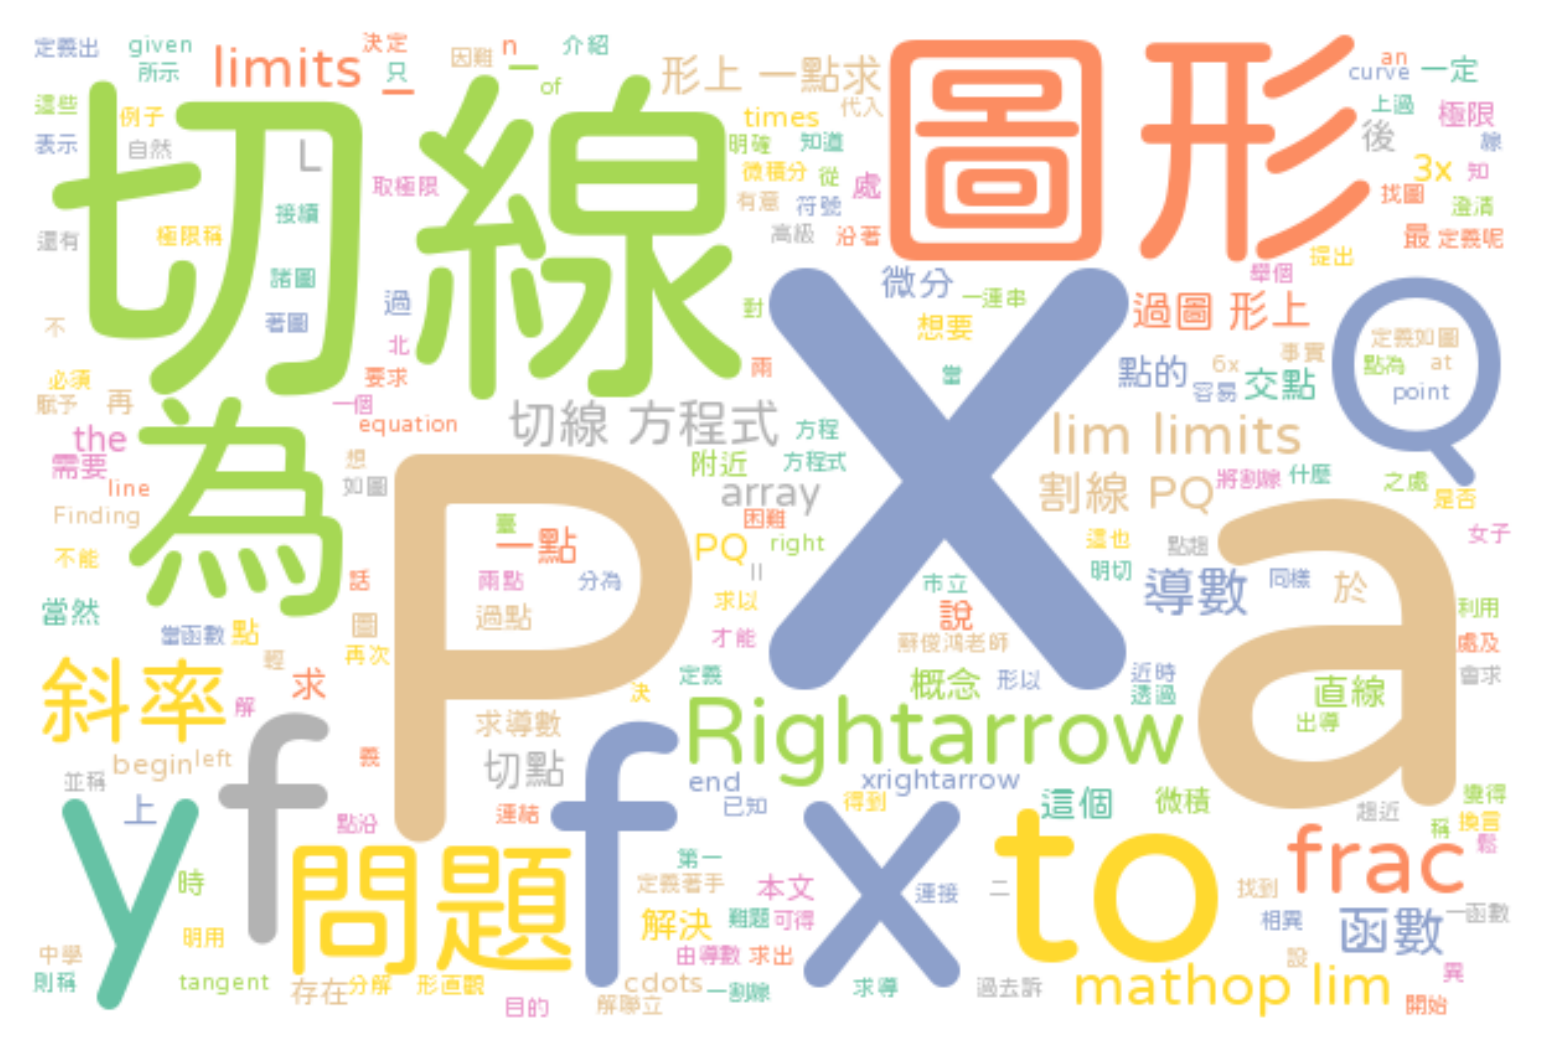 定義出 given limits 決定 因難 n 介紹 形上 一點求 圖形 an
所示 只 一 of curve 一定
這些 例子 切線 times 代入 上過 極限
表示 自然 L 明確 知道 後 線
取極限 微積分 從 處 3x 知
接續 有意 符號 找圖 澄清
還有 極限稱 高級 沿著 最 定義呢
諸圖 微分 舉個 提出
著圖 過 對 一連串 過圖 形上 Q
不 北 想要 定義如圖
必須 要求 兩 X 當 點的 6x 事實 點為 at
賦予 再 一個 容易 交點 point
the 為 equation 切線 方程式 方程 lim limits
需要 想 附近 方程式 將割線 什麼 之處
line 如圖 P array 割線 PQ 是否
Finding 臺 一點 困難 女子
不能 PQ right 這也 點趨
話 兩點 分為 II 市立 明切 導數 同樣 於 a
當然 圖 過點 求以 說 利用
當函數 點 再次 才能 蘇俊鴻老師 處及
斜率 輕 求 定義 概念 形以 近時 會求
解 決 透過 直線
f 求導數 Rightarrow 出導
begin left 義 切點
並稱 end xrightarrow 變得
y 上 連結 f 已知 得到 這個 微積 趨近 換言
點沿 x to 稱 鬆
時 問題 第一 frac
定義著手 本文 連接 二 找到
明用 解決 難題 可得 相異 函數 一函數
中學 由導數 求出 設
則稱 tangent 存在 分解 形直觀 cdots 一割線 求導 過去訴 mathop lim 異
目的 解聯立 開始